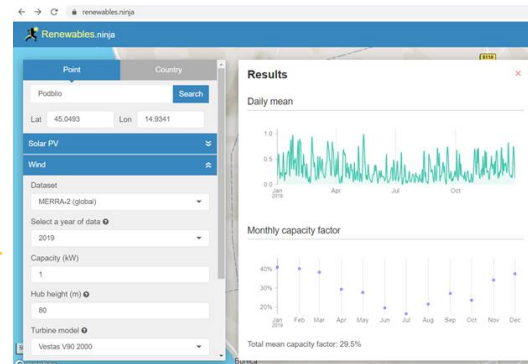 renewables.ninja
Renewables.ninja
Point Country
Podbilo Search
Lat 45.0493 Lon 14.9341
Solar PV
Wind
Dataset
MERRA-2 (global)
Select a year of data
2019
Capacity (kW)
1
Hub height (m)
80
Turbine model
Vestas V90 2000
Results ×
Daily mean
1.0
0.5
0.0
Jan Apr Jul Oct
2019
Monthly capacity factor
40%
30%
20%
Jan Feb Mar Apr May Jun Jul Aug Sep Oct Nov Dec
2019
Total mean capacity factor: 29.5%